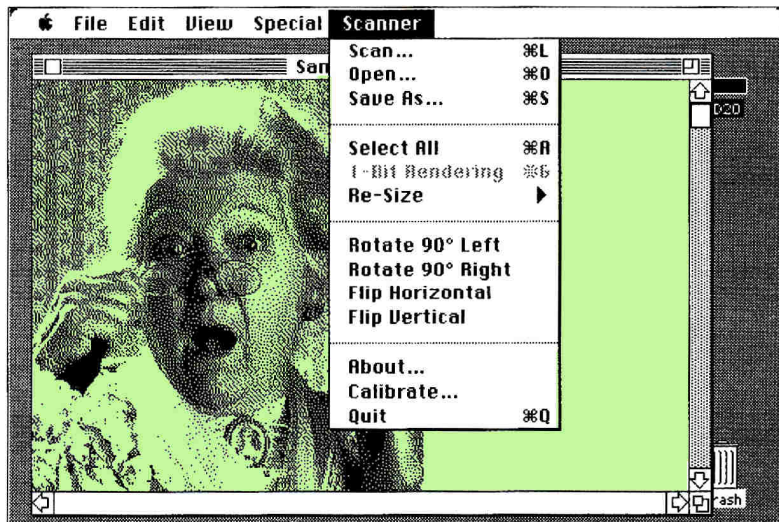 File Edit View Special Scanner
San
Scan... ⌘L
Open... ⌘O
Save As... ⌘S
Select All ⌘A
1-Bit Rendering ⌘G
Re-Size ▶
Rotate 90° Left
Rotate 90° Right
Flip Horizontal
Flip Vertical
About...
Calibrate...
Quit ⌘Q
D20
rash